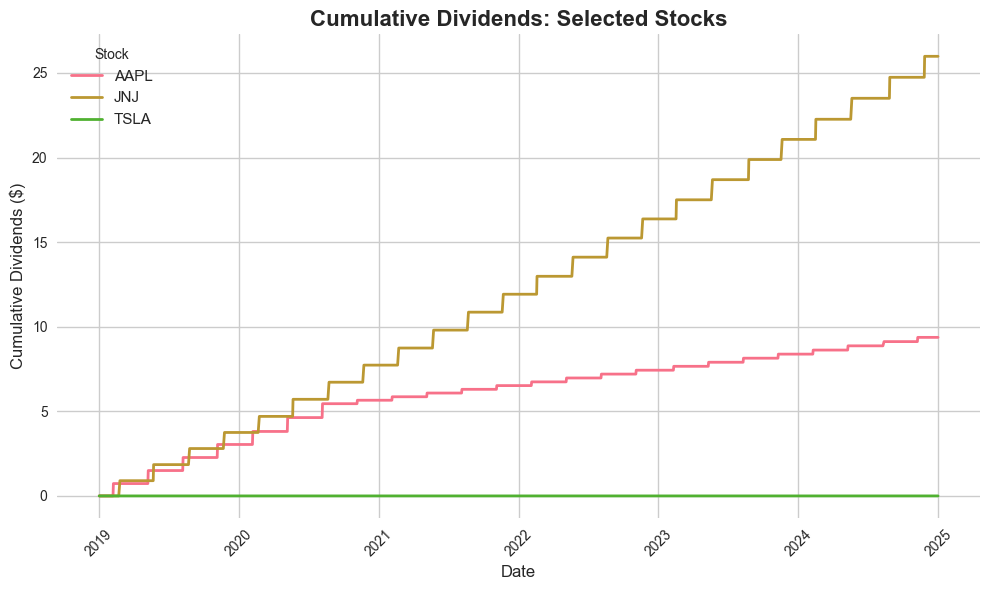 Cumulative Dividends: Selected Stocks
Stock
AAPL
JNJ
TSLA
Cumulative Dividends ($)
25
20
15
10
5
0
2019
2020
2021
2022
2023
2024
2025
Date